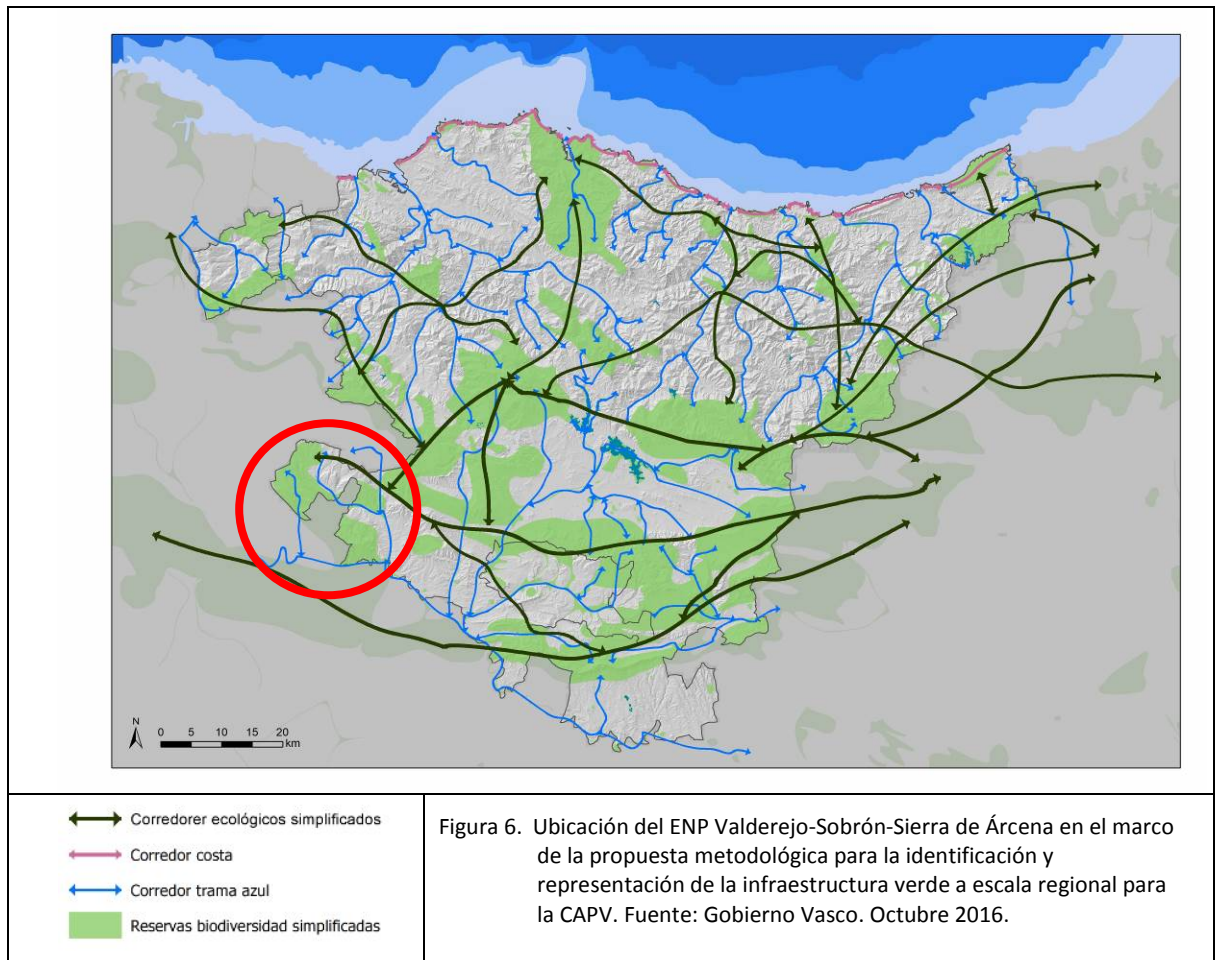 N
0 5 10 15 20
km
Corredorer ecológicos simplificados
Corredor costa
Corredor trama azul
Reservas biodiversidad simplificadas
Figura 6. Ubicación del ENP Valderejo-Sobrón-Sierra de Árcena en el marco
de la propuesta metodológica para la identificación y
representación de la infraestructura verde a escala regional para
la CAPV. Fuente: Gobierno Vasco. Octubre 2016.